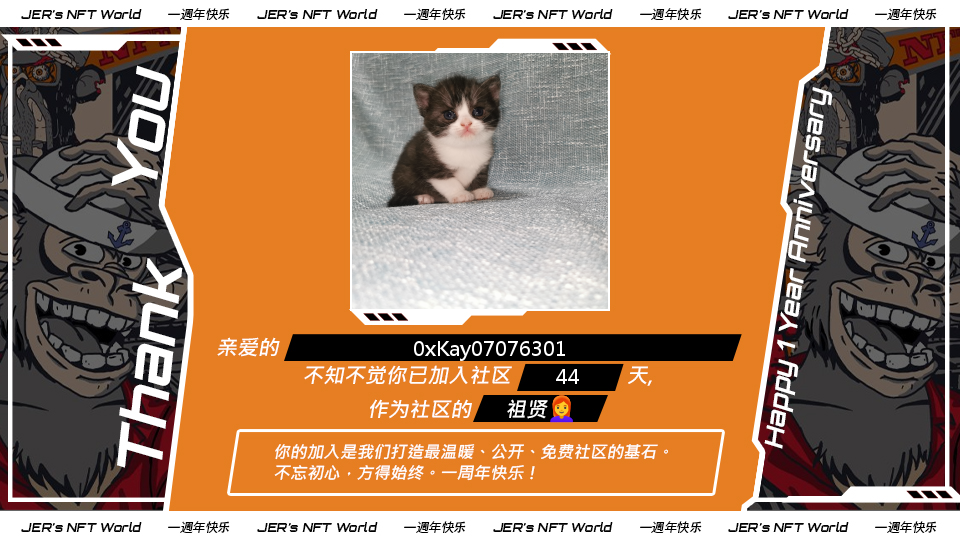 JER's NFT World 一週年快乐 JER's NFT World 一週年快乐 JER's NFT World 一週年快乐 JER's NFT World 一週年快乐
Thank You
亲爱的 0xKay07076301
不知不觉你已加入社区 44 天,
作为社区的 祖贤👩‍🦰
你的加入是我们打造最温暖、公开、免费社区的基石。
不忘初心,方得始终。一周年快乐!
Happy 1 Year Anniversary
JER's NFT World 一週年快乐 JER's NFT World 一週年快乐 JER's NFT World 一週年快乐 JER's NFT World 一週年快乐